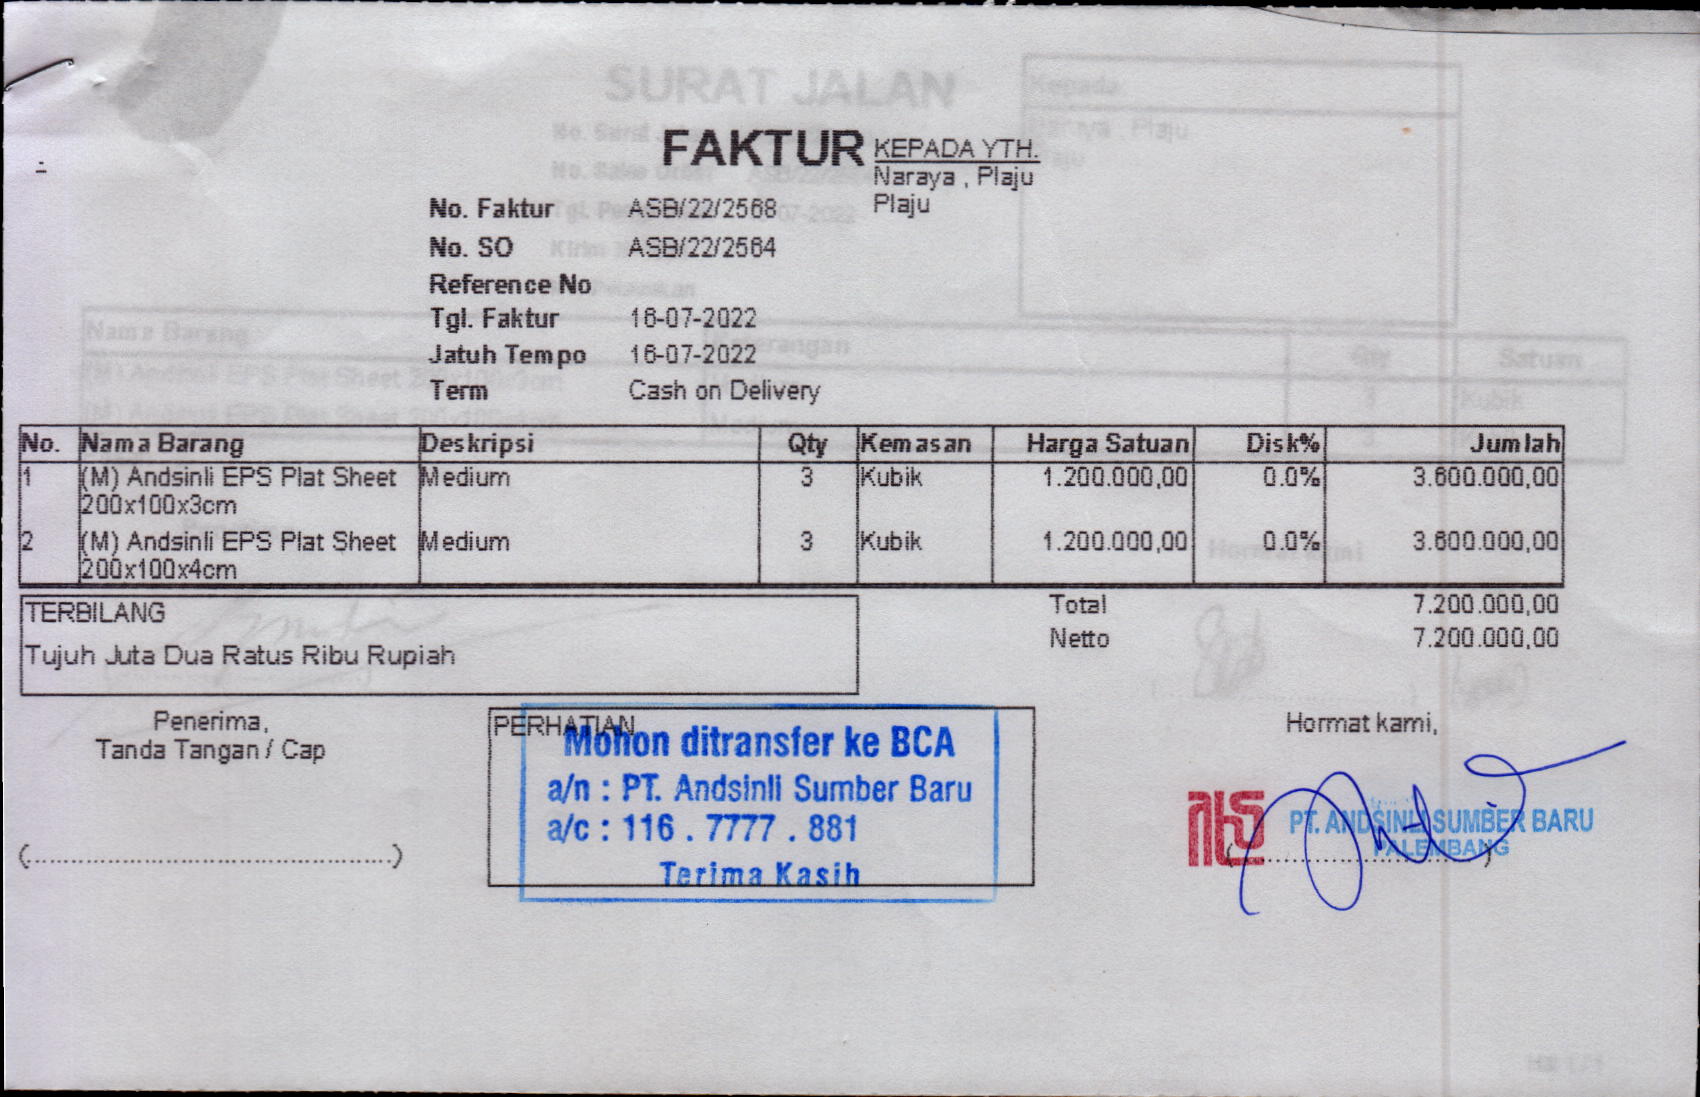 SURAT JALAN
Kepada
FAKTUR
KEPADA YTH.
Naraya , Plaju
Plaju
No. Faktur ASB/22/2568
No. SO ASB/22/2564
Reference No
Tgl. Faktur 16-07-2022
Jatuh Tempo 16-07-2022
Term Cash on Delivery
No. Nama Barang Deskripsi Qty Kemasan Harga Satuan Disk% Jumlah
1 (M) Andsinli EPS Plat Sheet Medium 3 Kubik 1.200.000,00 0.0% 3.600.000,00
200x100x3cm
2 (M) Andsinli EPS Plat Sheet Medium 3 Kubik 1.200.000,00 0.0% 3.600.000,00
200x100x4cm
TERBILANG
Tujuh Juta Dua Ratus Ribu Rupiah
Total 7.200.000,00
Netto 7.200.000,00
Penerima,
Tanda Tangan / Cap
(..................................................)
PERHATIAN
Mohon ditransfer ke BCA
a/n : PT. Andsinli Sumber Baru
a/c : 116 . 7777 . 881
Terima Kasih
Hormat kami,
PT. ANDSINLI SUMBER BARU
PALEMBANG